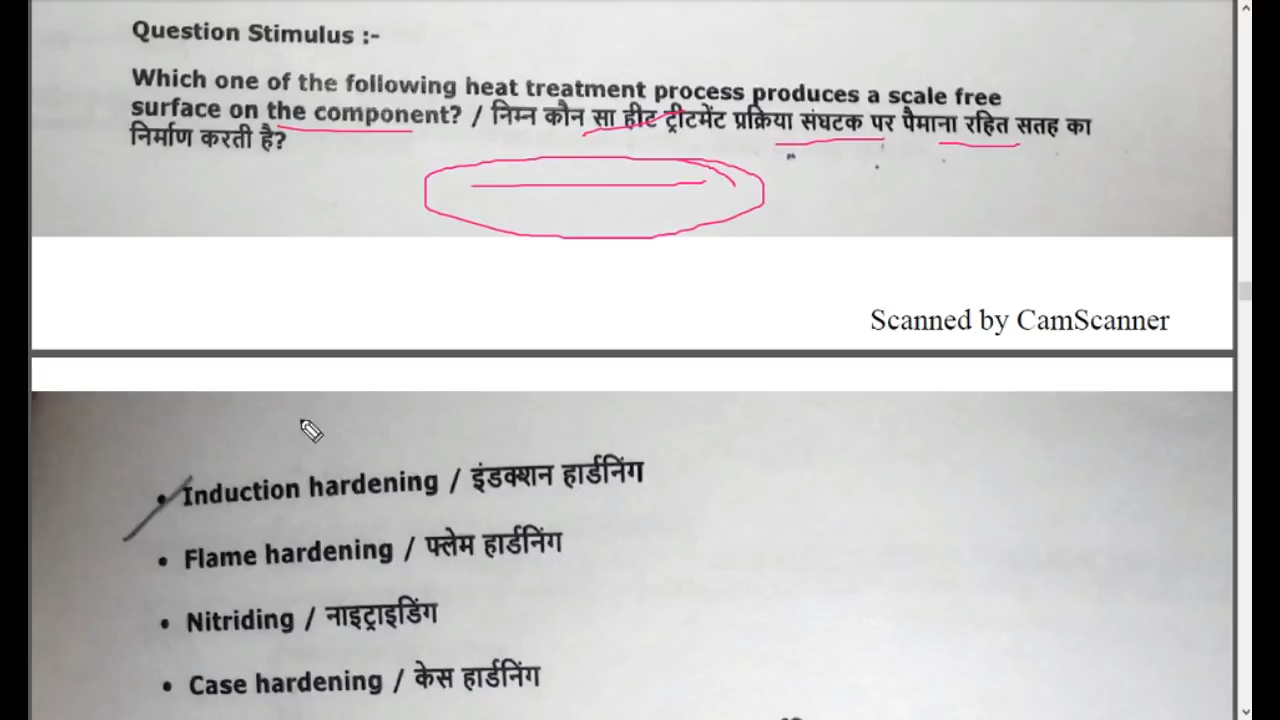 Question Stimulus :-
Which one of the following heat treatment process produces a scale free
surface on the component? / निम्न कौन सा हीट ट्रीटमेंट प्रक्रिया संघटक पर पैमाना रहित सतह का
निर्माण करती है?
Scanned by CamScanner
• Induction hardening / इंडक्शन हार्डनिंग
• Flame hardening / फ्लेम हार्डनिंग
• Nitriding / नाइट्राइडिंग
• Case hardening / केस हार्डनिंग